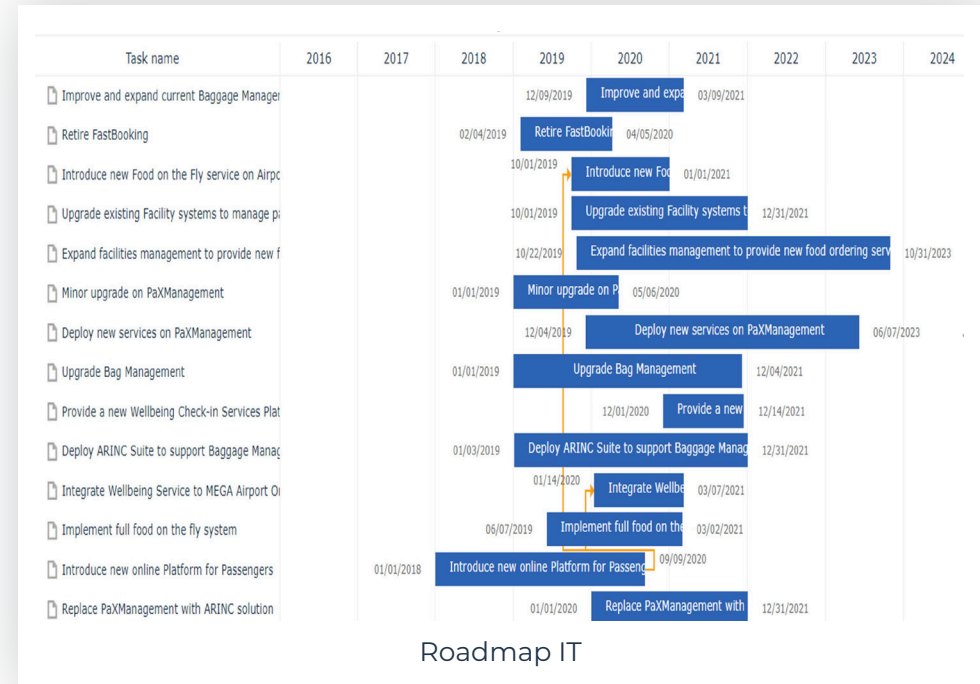 Task name 2016 2017 2018 2019 2020 2021 2022 2023 2024
Improve and expand current Baggage Manager 12/09/2019 Improve and expa 03/09/2021
Retire FastBooking 02/04/2019 Retire FastBookin 04/05/2020
Introduce new Food on the Fly service on Airpo 10/01/2019 Introduce new Foo 01/01/2021
Upgrade existing Facility systems to manage pa 10/01/2019 Upgrade existing Facility systems t 12/31/2021
Expand facilities management to provide new f 10/22/2019 Expand facilities management to provide new food ordering serv 10/31/2023
Minor upgrade on PaXManagement 01/01/2019 Minor upgrade on P 05/06/2020
Deploy new services on PaXManagement 12/04/2019 Deploy new services on PaXManagement 06/07/2023
Upgrade Bag Management 01/01/2019 Upgrade Bag Management 12/04/2021
Provide a new Wellbeing Check-in Services Plat 12/01/2020 Provide a new 12/14/2021
Deploy ARINC Suite to support Baggage Manag 01/03/2019 Deploy ARINC Suite to support Baggage Manag 12/31/2021
Integrate Wellbeing Service to MEGA Airport O 01/14/2020 Integrate Wellbe 03/07/2021
Implement full food on the fly system 06/07/2019 Implement full food on the 03/02/2021
Introduce new online Platform for Passengers 01/01/2018 Introduce new online Platform for Passeng 09/09/2020
Replace PaXManagement with ARINC solution 01/01/2020 Replace PaXManagement with 12/31/2021
Roadmap IT